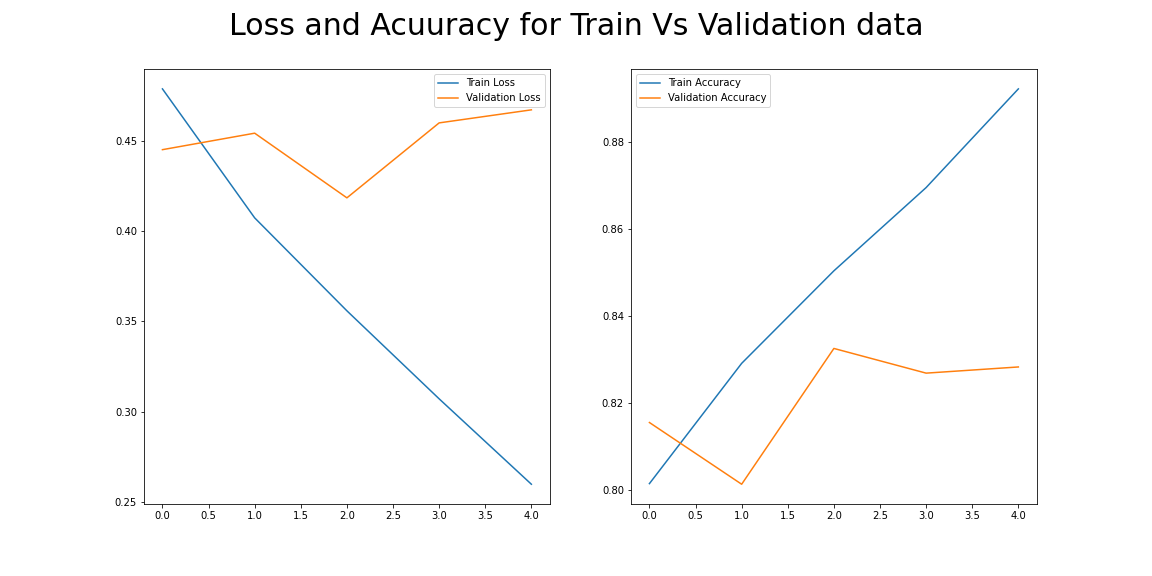 Loss and Acuuracy for Train Vs Validation data
Train Loss
Validation Loss
0.45
0.40
0.35
0.30
0.25
0.0 0.5 1.0 1.5 2.0 2.5 3.0 3.5 4.0
Train Accuracy
Validation Accuracy
0.88
0.86
0.84
0.82
0.80
0.0 0.5 1.0 1.5 2.0 2.5 3.0 3.5 4.0